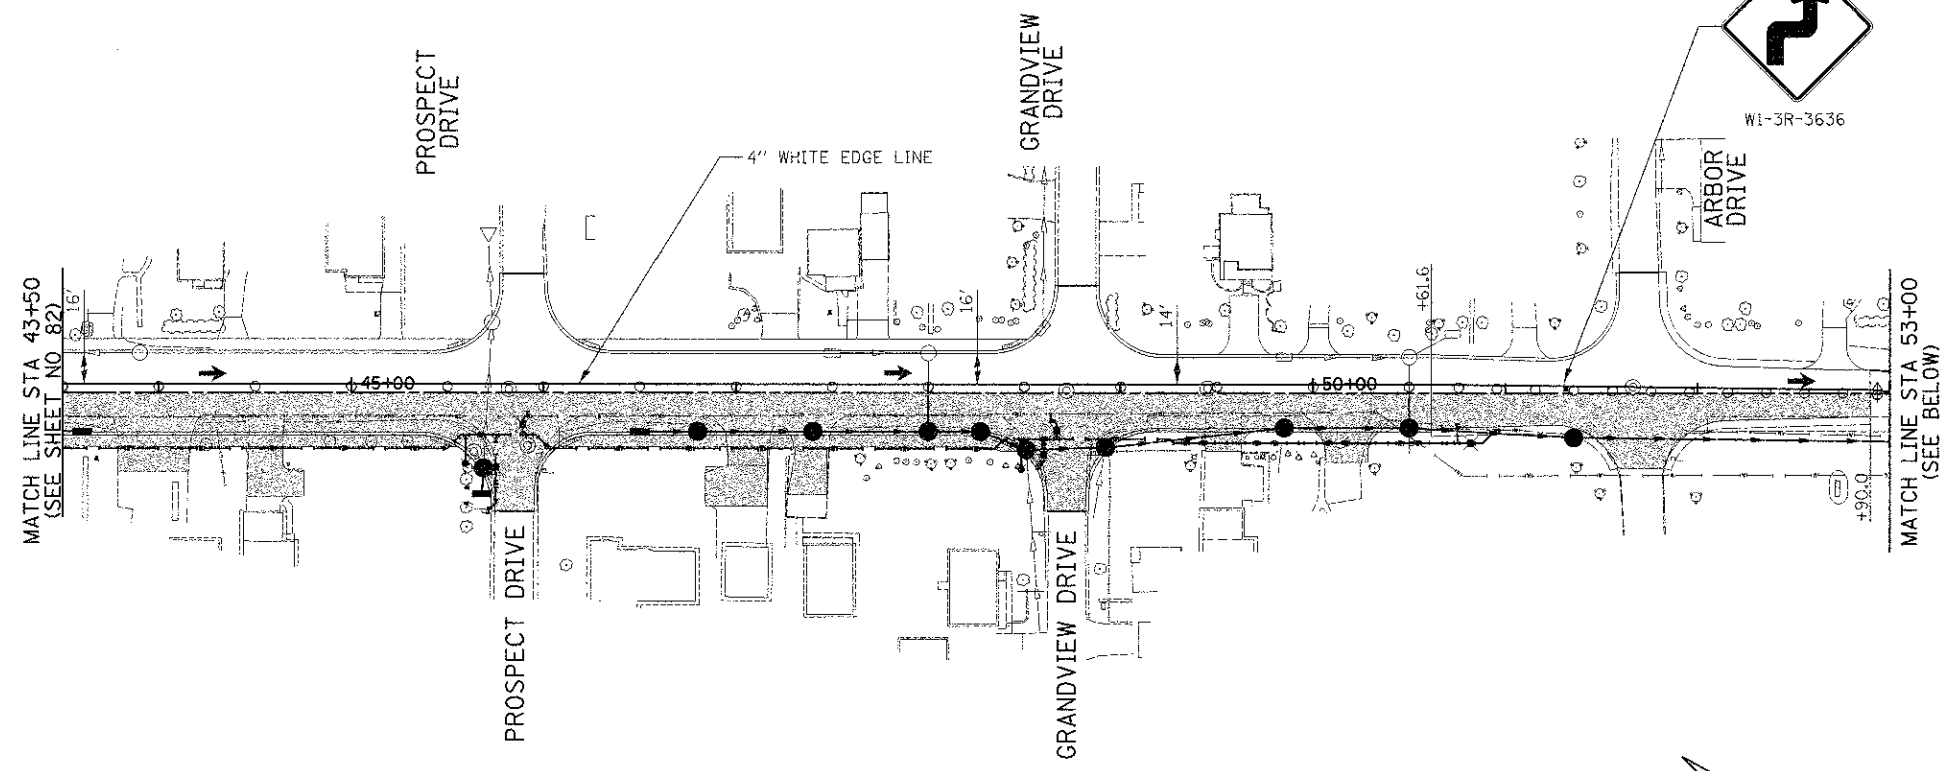 MATCH LINE STA 43+50
(SEE SHEET NO 82)
16'
PROSPECT
DRIVE
4" WHITE EDGE LINE
GRANDVIEW
DRIVE
W1-3R-3636
ARBOR
DRIVE
16'
14'
+61.6
45+00
50+00
+90.0
MATCH LINE STA 53+00
(SEE BELOW)
PROSPECT DRIVE
GRANDVIEW DRIVE